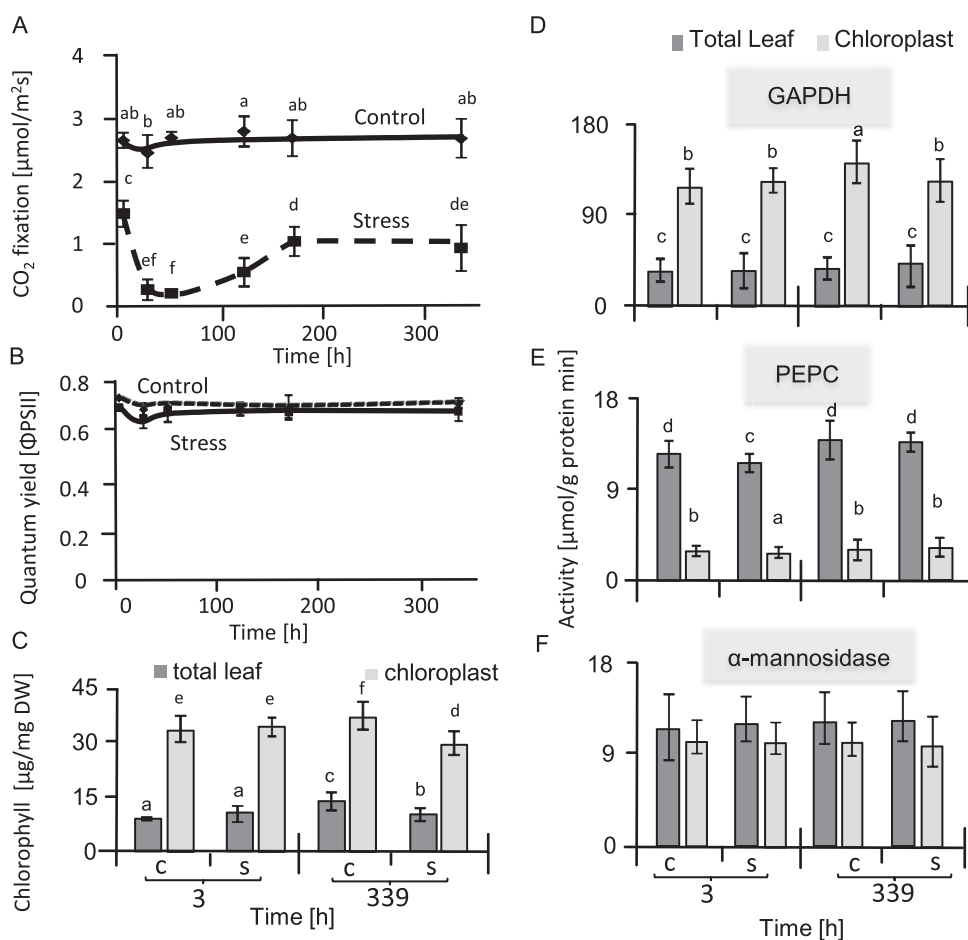 A
CO2 fixation [µmol/m2s]
4
3
2
1
0
ab
b
ab
a
ab
ab
Control
c
ef
f
e
d
de
Stress
0
100
200
300
Time [h]
B
Quantum yield [ΦPSII]
0.8
0.6
0.4
0.2
0
Control
Stress
0
100
200
300
Time [h]
C
total leaf
chloroplast
Chlorophyll [µg/mg DW]
45
30
15
0
a
e
a
e
c
f
b
d
c
s
c
s
3
339
Time [h]
D
Total Leaf
Chloroplast
GAPDH
180
90
0
c
b
c
b
c
a
c
b
E
PEPC
Activity [µmol/g protein min]
18
9
0
d
b
c
a
d
b
d
b
F
α-mannosidase
18
9
0
c
s
c
s
3
339
Time [h]